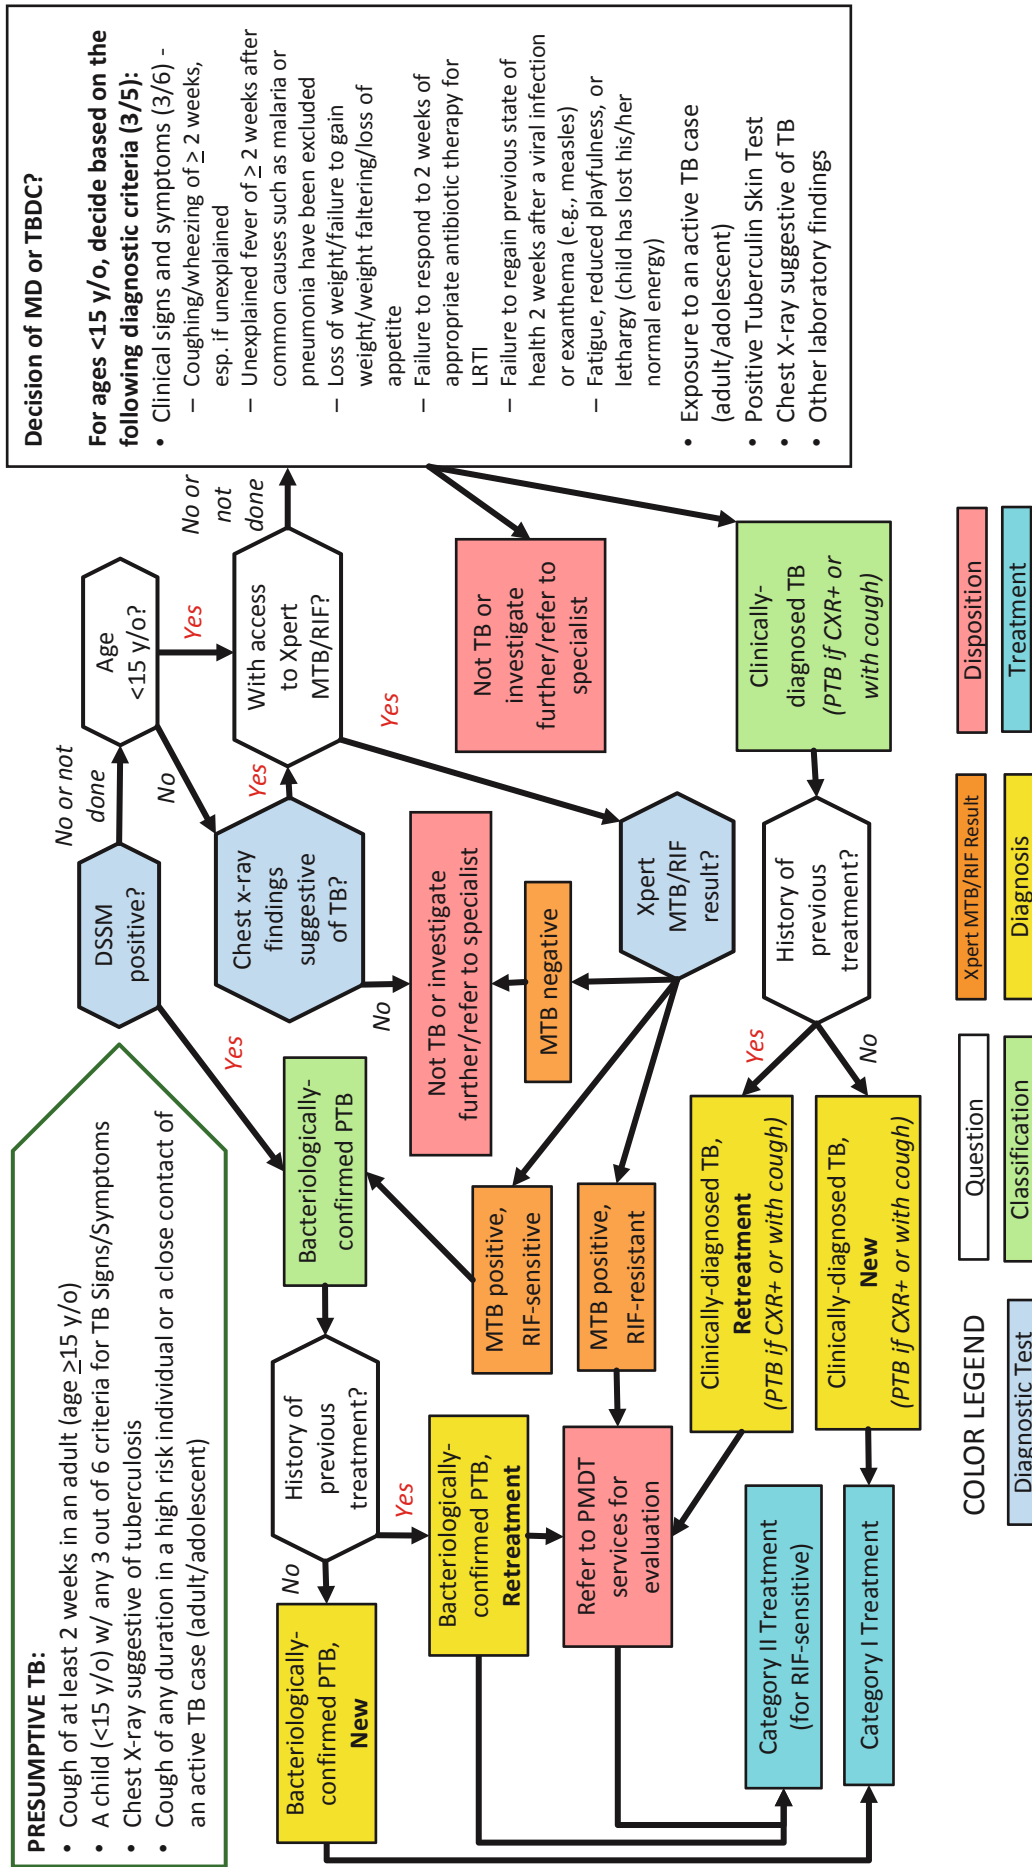 PRESUMPTIVE TB:
• Cough of at least 2 weeks in an adult (age ≥15 y/o)
• A child (<15 y/o) w/ any 3 out of 6 criteria for TB Signs/Symptoms
• Chest X-ray suggestive of tuberculosis
• Cough of any duration in a high risk individual or a close contact of
an active TB case (adult/adolescent)
DSSM
positive?
No or not
done
Age
<15 y/o?
Yes
No
Yes
Chest x-ray
findings
suggestive
of TB?
Yes
No
With access
to Xpert
MTB/RIF?
No or
not
done
Yes
Decision of MD or TBDC?
For ages <15 y/o, decide based on the
following diagnostic criteria (3/5):
• Clinical signs and symptoms (3/6) -
– Coughing/wheezing of ≥ 2 weeks,
esp. if unexplained
– Unexplained fever of ≥ 2 weeks after
common causes such as malaria or
pneumonia have been excluded
– Loss of weight/failure to gain
weight/weight faltering/loss of
appetite
– Failure to respond to 2 weeks of
appropriate antibiotic therapy for
LRTI
– Failure to regain previous state of
health 2 weeks after a viral infection
or exanthema (e.g., measles)
– Fatigue, reduced playfulness, or
lethargy (child has lost his/her
normal energy)
• Exposure to an active TB case
(adult/adolescent)
• Positive Tuberculin Skin Test
• Chest X-ray suggestive of TB
• Other laboratory findings
Bacteriologically-
confirmed PTB
History of
previous
treatment?
No
Yes
Bacteriologically-
confirmed PTB,
New
Bacteriologically-
confirmed PTB,
Retreatment
Not TB or investigate
further/refer to specialist
MTB negative
MTB positive,
RIF-sensitive
MTB positive,
RIF-resistant
Xpert
MTB/RIF
result?
Not TB or
investigate
further/refer to
specialist
Refer to PMDT
services for
evaluation
Clinically-
diagnosed TB
(PTB if CXR+ or
with cough)
History of
previous
treatment?
Yes
No
Clinically-diagnosed TB,
Retreatment
(PTB if CXR+ or with cough)
Clinically-diagnosed TB,
New
(PTB if CXR+ or with cough)
Category II Treatment
(for RIF-sensitive)
Category I Treatment
COLOR LEGEND
Question
Xpert MTB/RIF Result
Disposition
Diagnostic Test
Classification
Diagnosis
Treatment